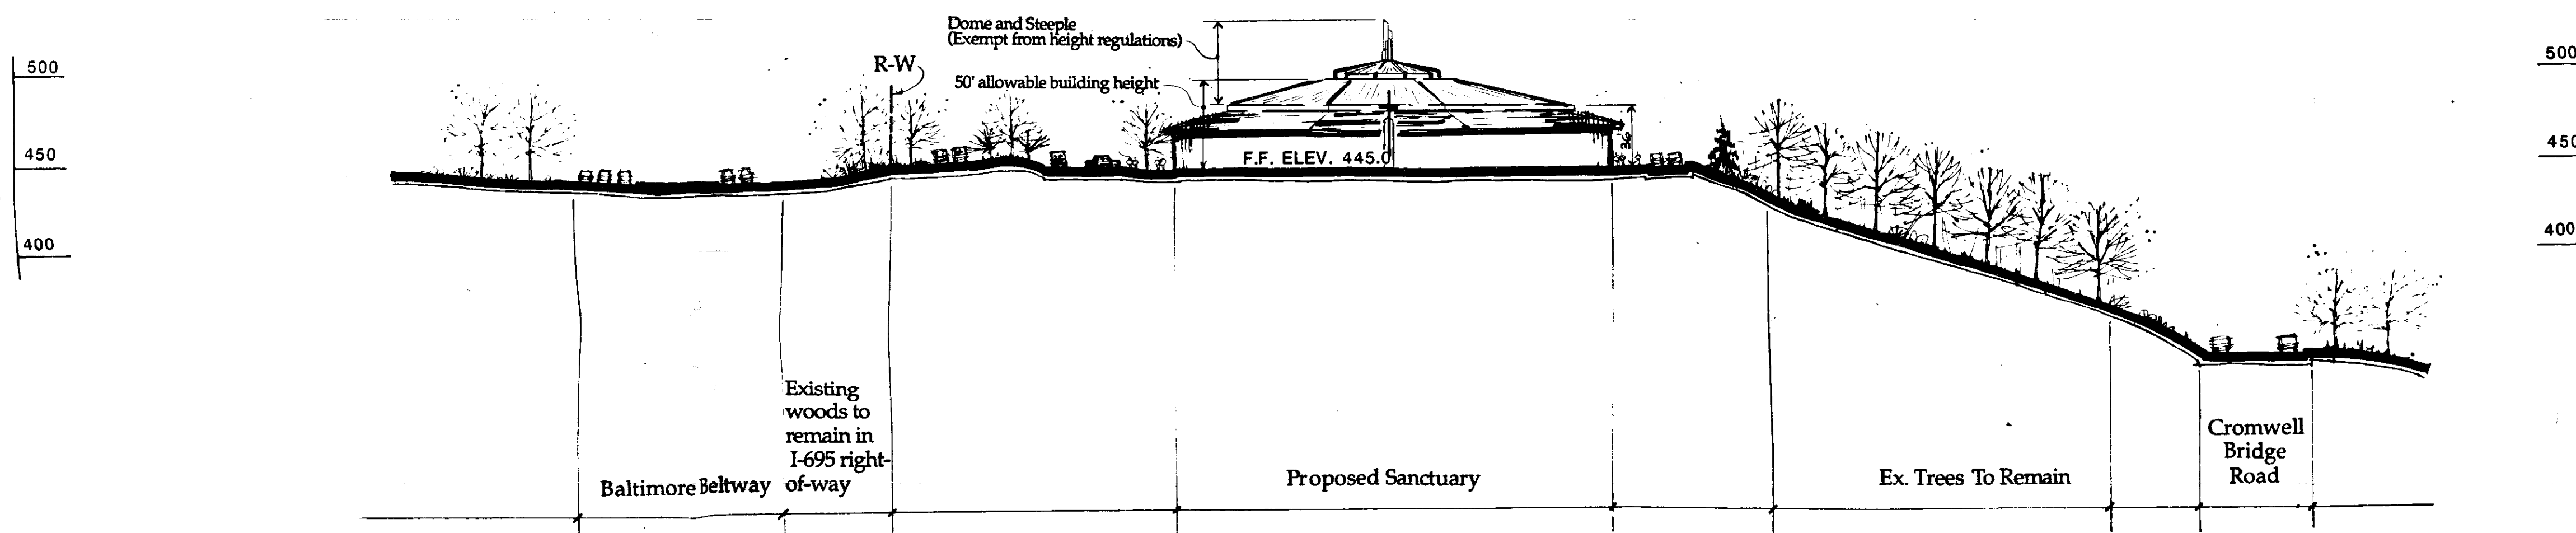 Dome and Steeple
(Exempt from height regulations)
R-W
50' allowable building height
500
450
400
500
450
400
F.F. ELEV. 445.0
36'
Existing
woods to
remain in
I-695 right-
of-way
Baltimore Beltway
Proposed Sanctuary
Ex. Trees To Remain
Cromwell
Bridge
Road